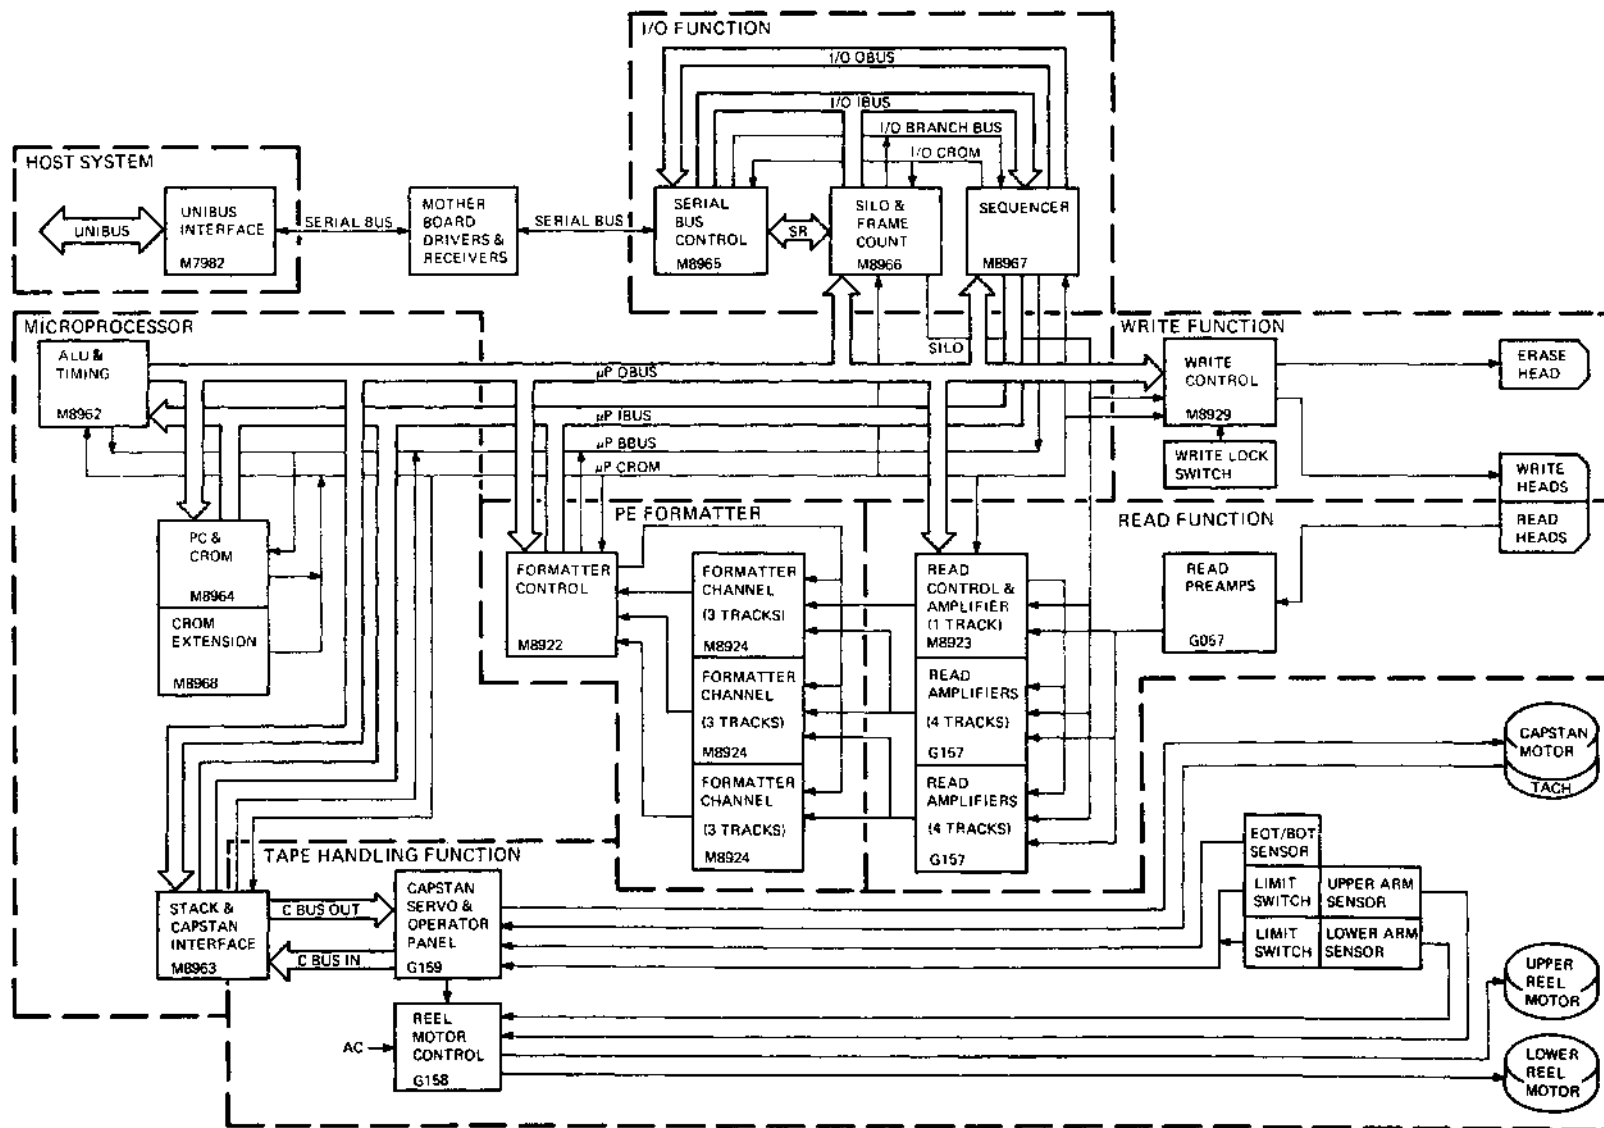 I/O FUNCTION
I/O OBUS
I/O IBUS
I/O BRANCH BUS
I/O CROM
HOST SYSTEM
UNIBUS
UNIBUS
INTERFACE
M7982
SERIAL BUS
MOTHER
BOARD
DRIVERS &
RECEIVERS
SERIAL BUS
SERIAL
BUS
CONTROL
M8965
SR
SILO &
FRAME
COUNT
M8966
SEQUENCER
M8967
MICROPROCESSOR
ALU &
TIMING
M8962
µP OBUS
µP IBUS
µP BBUS
µP CROM
SILO
WRITE FUNCTION
WRITE
CONTROL
M8929
WRITE LOCK
SWITCH
ERASE
HEAD
WRITE
HEADS
READ
HEADS
PC &
CROM
M8964
CROM
EXTENSION
M8968
PE FORMATTER
FORMATTER
CONTROL
M8922
FORMATTER
CHANNEL
(3 TRACKS)
M8924
FORMATTER
CHANNEL
(3 TRACKS)
M8924
FORMATTER
CHANNEL
(3 TRACKS)
M8924
READ FUNCTION
READ
CONTROL &
AMPLIFIER
(1 TRACK)
M8923
READ
AMPLIFIERS
(4 TRACKS)
G157
READ
AMPLIFIERS
(4 TRACKS)
G157
READ
PREAMPS
G057
CAPSTAN
MOTOR
TACH
TAPE HANDLING FUNCTION
STACK &
CAPSTAN
INTERFACE
M8963
C BUS OUT
C BUS IN
CAPSTAN
SERVO &
OPERATOR
PANEL
G159
AC
REEL
MOTOR
CONTROL
G158
EOT/BOT
SENSOR
LIMIT
SWITCH
UPPER ARM
SENSOR
LIMIT
SWITCH
LOWER ARM
SENSOR
UPPER
REEL
MOTOR
LOWER
REEL
MOTOR